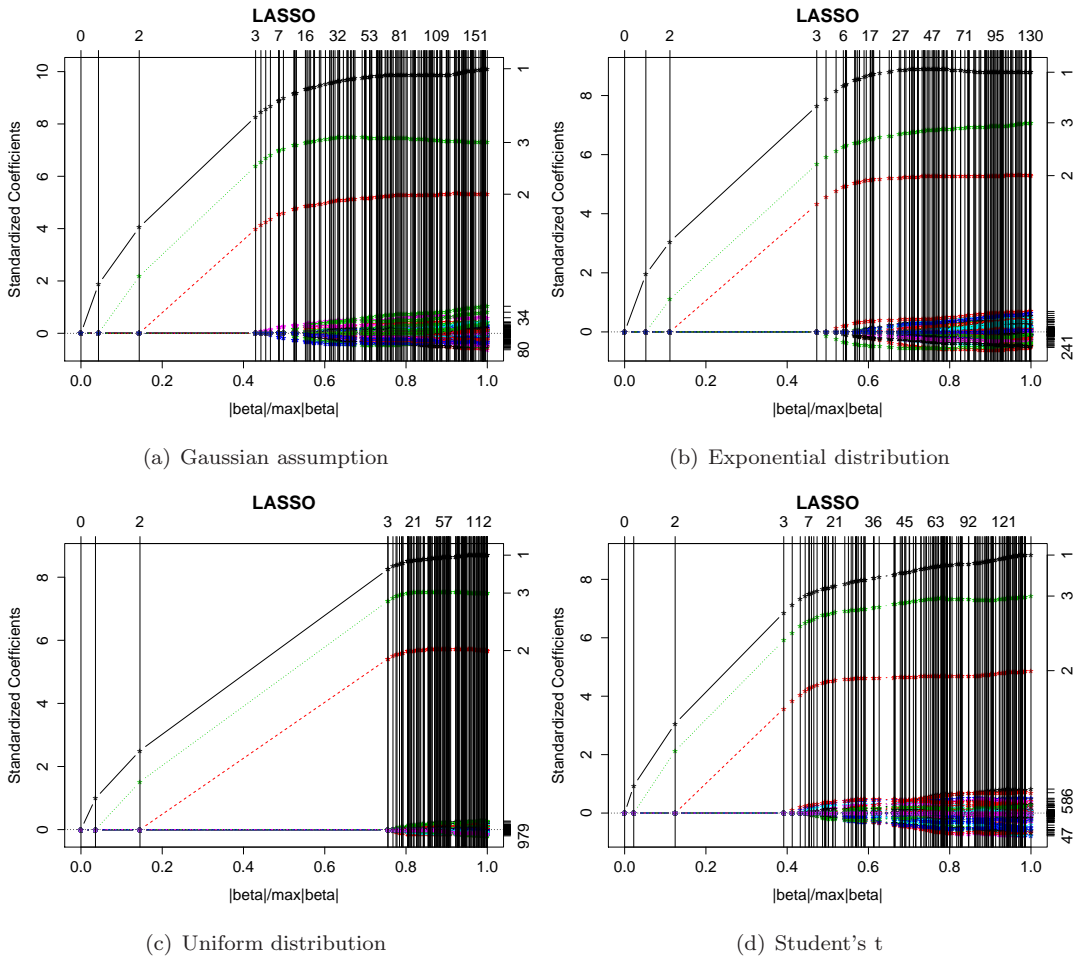 LASSO
0 2 3 7 16 32 53 81 109 151
Standardized Coefficients
10
8
6
4
2
0
1
3
2
34
80
0.0 0.2 0.4 0.6 0.8 1.0
|beta|/max|beta|
(a) Gaussian assumption
LASSO
0 2 3 6 17 27 47 71 95 130
Standardized Coefficients
8
6
4
2
0
1
3
2
241
0.0 0.2 0.4 0.6 0.8 1.0
|beta|/max|beta|
(b) Exponential distribution
LASSO
0 2 3 21 57 112
Standardized Coefficients
8
6
4
2
0
1
3
2
979
0.0 0.2 0.4 0.6 0.8 1.0
|beta|/max|beta|
(c) Uniform distribution
LASSO
0 2 3 7 21 36 45 63 92 121
Standardized Coefficients
8
6
4
2
0
1
3
2
586
47
0.0 0.2 0.4 0.6 0.8 1.0
|beta|/max|beta|
(d) Student's t